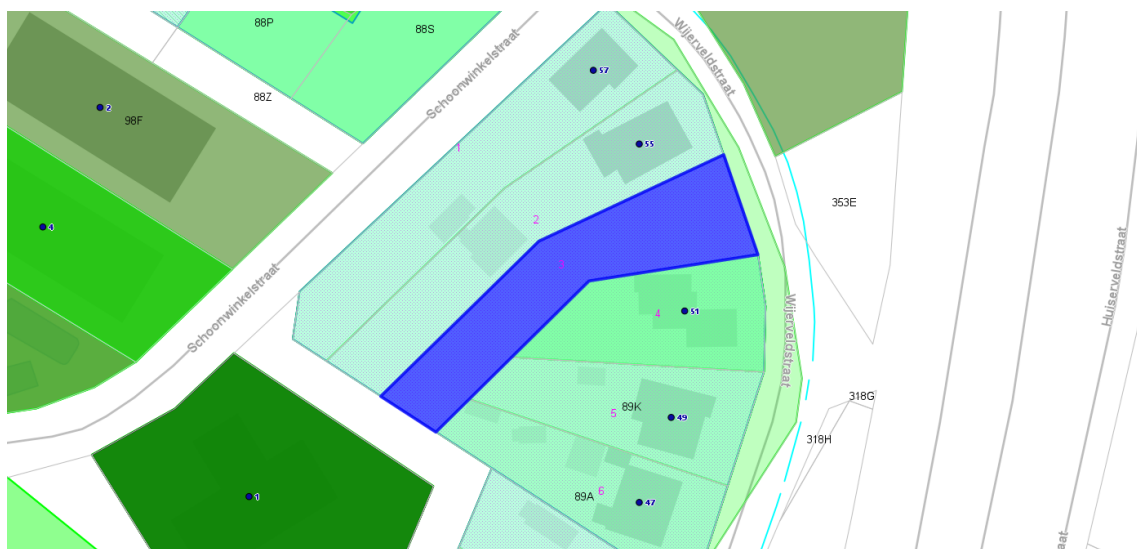 88P
88S
Schoonwinkelstraat
Wijerveldstraat
57
88Z
2
98F
55
1
353E
2
4
Huiserveldstraat
3
Schoonwinkelstraat
51
4
Wijerveldstraat
318G
89K
49
5
318H
1
89A
6
47
aat